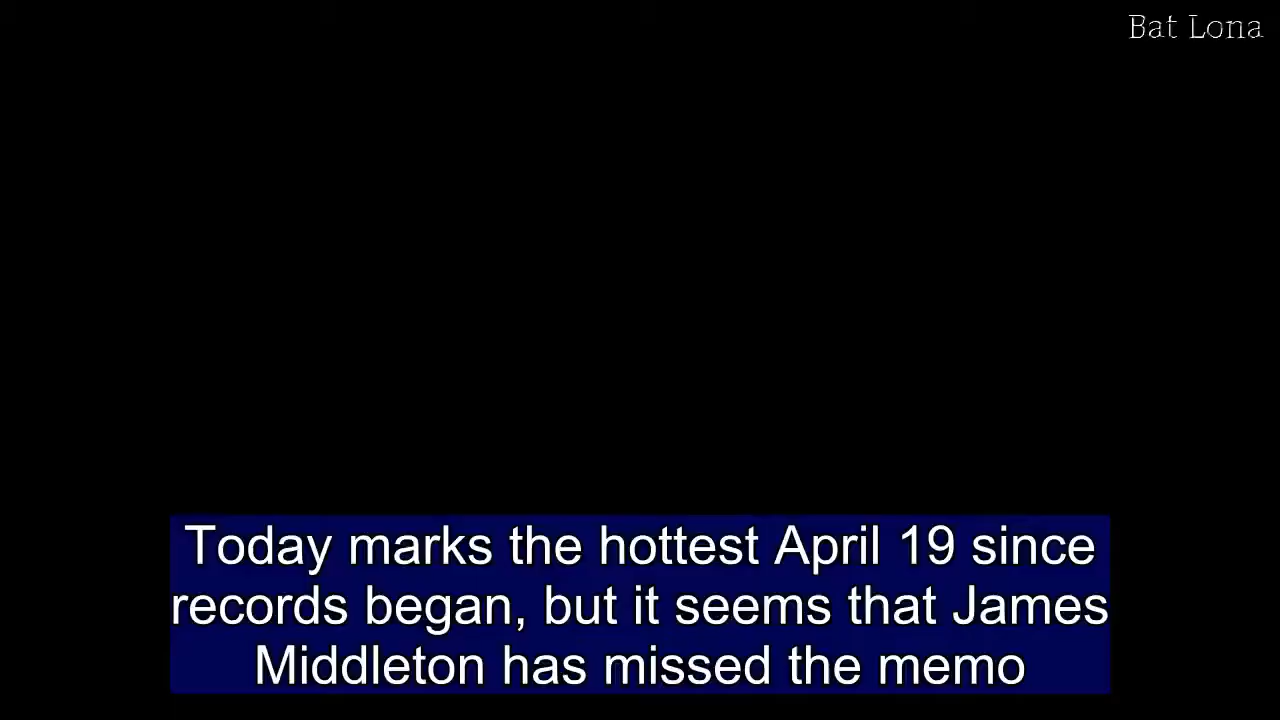 Bat Lona
Today marks the hottest April 19 since
records began, but it seems that James
Middleton has missed the memo